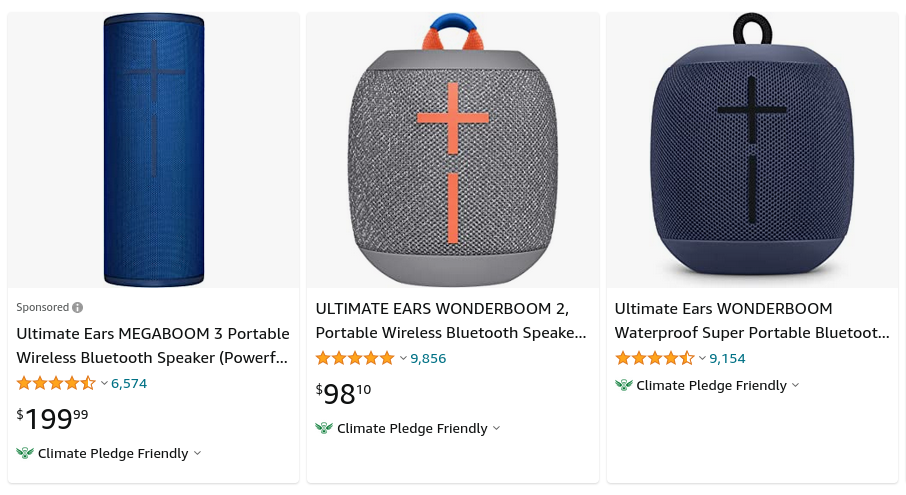 Sponsored
Ultimate Ears MEGABOOM 3 Portable
Wireless Bluetooth Speaker (Powerf...
6,574
$199.99
Climate Pledge Friendly
ULTIMATE EARS WONDERBOOM 2,
Portable Wireless Bluetooth Speake...
9,856
$98.10
Climate Pledge Friendly
Ultimate Ears WONDERBOOM
Waterproof Super Portable Bluetoot...
9,154
Climate Pledge Friendly